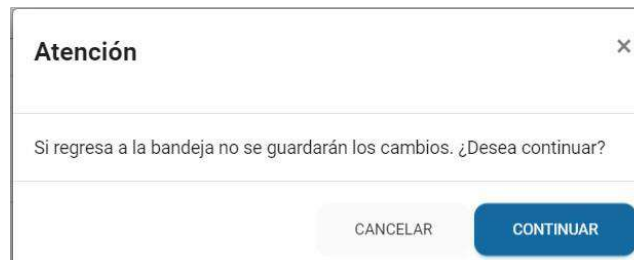 Atención
×
Si regresa a la bandeja no se guardarán los cambios. ¿Desea continuar?
CANCELAR CONTINUAR